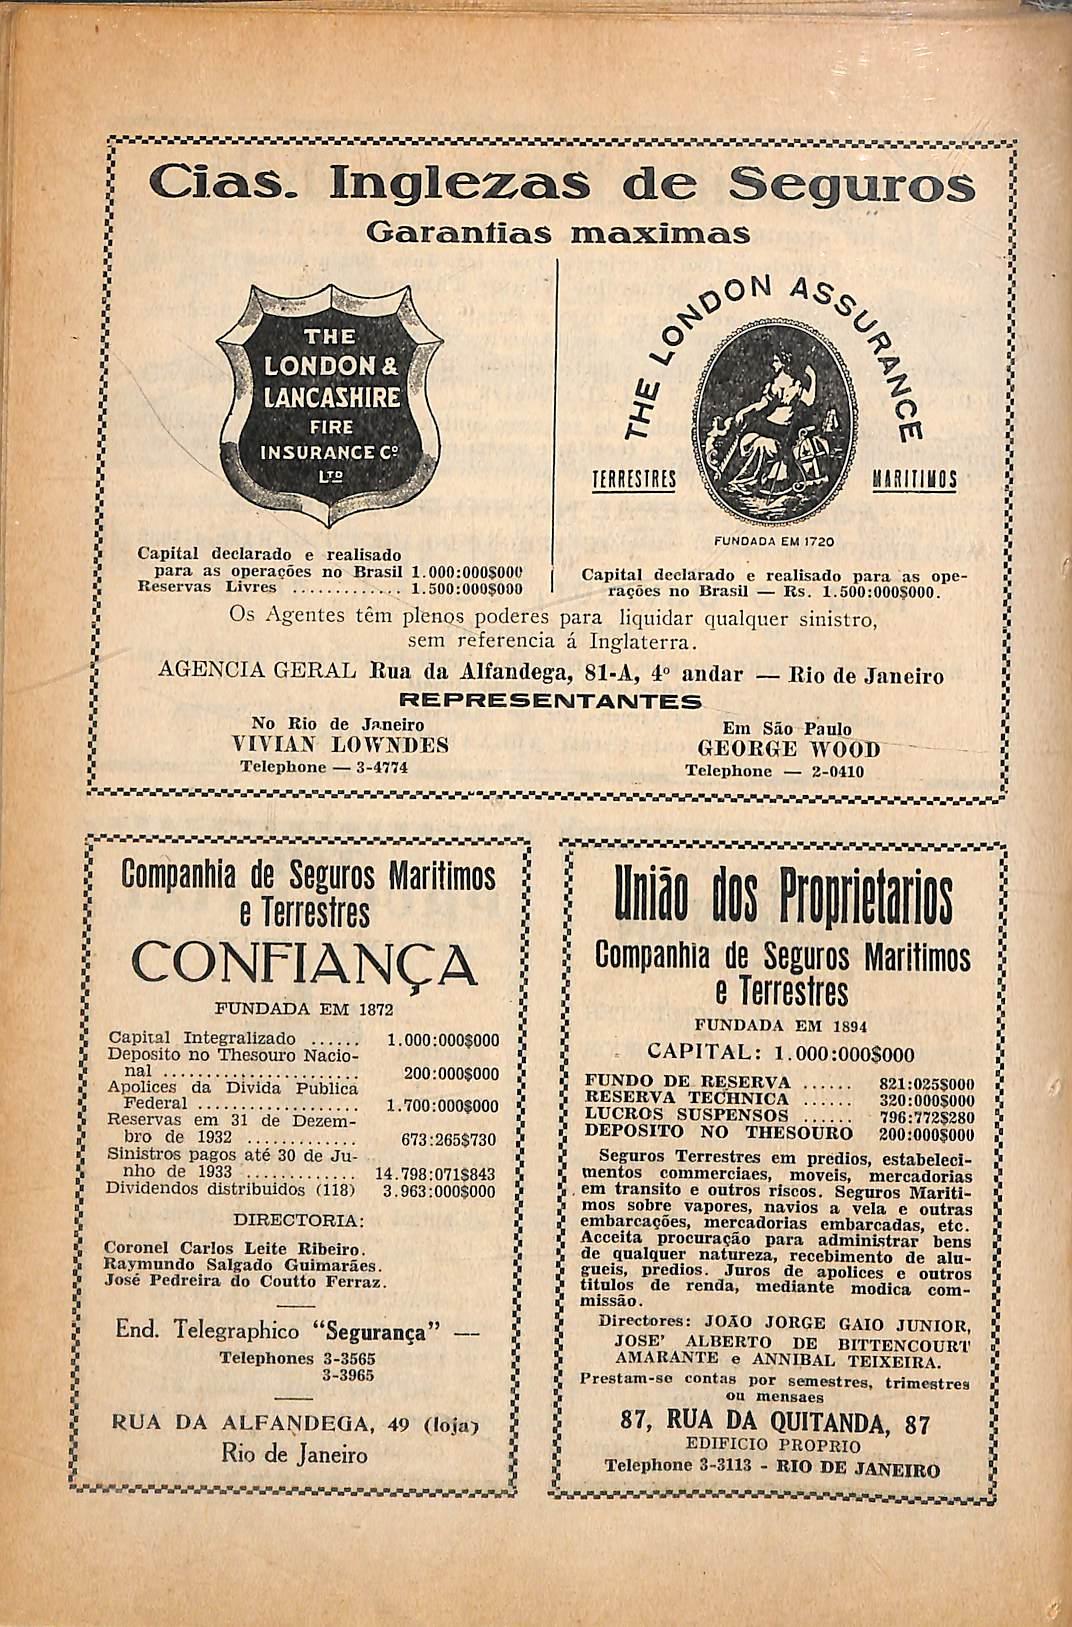 Cias. Inglezas de Seguros
Garantias maximas
THE
LONDON &
LANCASHIRE
FIRE
INSURANCE Cº
LTD
Capital declarado e realisado
para as operações no Brasil 1.000:000$000
Reservas Livres ............. 1.500:000$000
THE LONDON ASSURANCE
TERRESTRES
MARITIMOS
FUNDADA EM 1720
Capital declarado e realisado para as ope-
rações no Brasil — Rs. 1.500:000$000.
Os Agentes têm plenos poderes para liquidar qualquer sinistro,
sem referencia á Inglaterra.
AGENCIA GERAL Rua da Alfandega, 81-A, 4º andar — Rio de Janeiro
REPRESENTANTES
No Rio de Janeiro
VIVIAN LOWNDES
Telephone — 3-4774
Em São Paulo
GEORGE WOOD
Telephone — 2-0410
Companhia de Seguros Maritimos
e Terrestres
CONFIANÇA
FUNDADA EM 1872
Capital Integralizado ...... 1.000:000$000
Deposito no Thesouro Nacio-
nal ....................... 200:000$000
Apolices da Divida Publica
Federal ................... 1.700:000$000
Reservas em 31 de Dezem-
bro de 1932 ............. 673:265$730
Sinistros pagos até 30 de Ju-
nho de 1933 ............. 14.798:071$843
Dividendos distribuidos (118) 3.963:000$000
DIRECTORIA:
Coronel Carlos Leite Ribeiro.
Raymundo Salgado Guimarães.
José Pedreira do Coutto Ferraz.
End. Telegraphico "Segurança" —
Telephones 3-3565
3-3965
RUA DA ALFANDEGA, 49 (loja)
Rio de Janeiro
União dos Proprietarios
Companhia de Seguros Maritimos
e Terrestres
FUNDADA EM 1894
CAPITAL: 1.000:000$000
FUNDO DE RESERVA ...... 821:025$000
RESERVA TECHNICA ...... 320:000$000
LUCROS SUSPENSOS ...... 796:772$280
DEPOSITO NO THESOURO 200:000$000
Seguros Terrestres em predios, estabeleci-
mentos commerciaes, moveis, mercadorias
em transito e outros riscos. Seguros Mariti-
mos sobre vapores, navios a vela e outras
embarcações, mercadorias embarcadas, etc.
Acceita procuração para administrar bens
de qualquer natureza, recebimento de alu-
gueis, predios. Juros de apolices e outros
titulos de renda, mediante modica com-
missão.
Directores: JOÃO JORGE GAIO JUNIOR,
JOSE' ALBERTO DE BITTENCOURT
AMARANTE e ANNIBAL TEIXEIRA.
Prestam-se contas por semestres, trimestres
ou mensaes
87, RUA DA QUITANDA, 87
EDIFICIO PROPRIO
Telephone 3-3113 - RIO DE JANEIRO